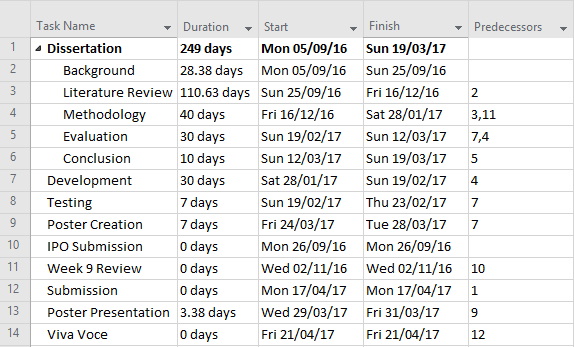 Task Name Duration Start Finish Predecessors
1 Dissertation 249 days Mon 05/09/16 Sun 19/03/17
2 Background 28.38 days Mon 05/09/16 Sun 25/09/16
3 Literature Review 110.63 days Sun 25/09/16 Fri 16/12/16 2
4 Methodology 40 days Fri 16/12/16 Sat 28/01/17 3,11
5 Evaluation 30 days Sun 19/02/17 Sun 12/03/17 7,4
6 Conclusion 10 days Sun 12/03/17 Sun 19/03/17 5
7 Development 30 days Sat 28/01/17 Sun 19/02/17 4
8 Testing 7 days Sun 19/02/17 Thu 23/02/17 7
9 Poster Creation 7 days Fri 24/03/17 Tue 28/03/17 7
10 IPO Submission 0 days Mon 26/09/16 Mon 26/09/16
11 Week 9 Review 0 days Wed 02/11/16 Wed 02/11/16 10
12 Submission 0 days Mon 17/04/17 Mon 17/04/17 1
13 Poster Presentation 3.38 days Wed 29/03/17 Fri 31/03/17 9
14 Viva Voce 0 days Fri 21/04/17 Fri 21/04/17 12